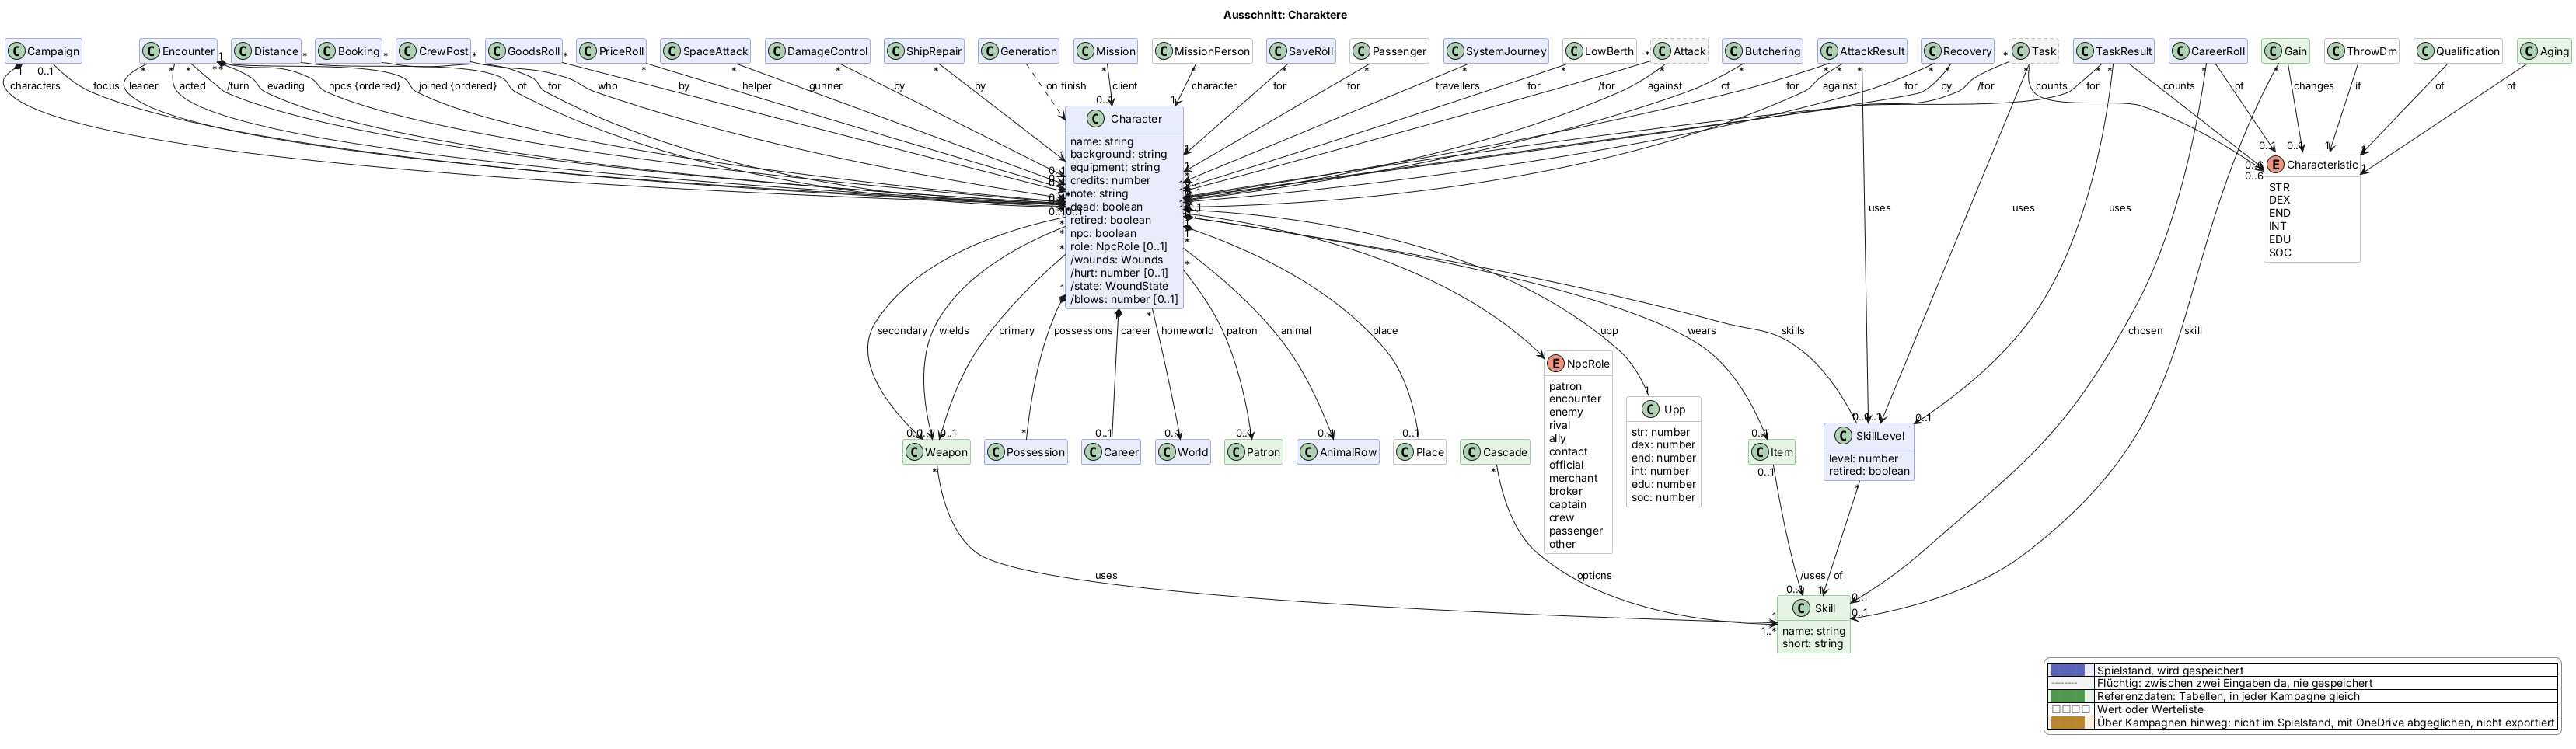 Ausschnitt: Charaktere
Campaign
Encounter
Distance
Booking
CrewPost
GoodsRoll
PriceRoll
SpaceAttack
DamageControl
ShipRepair
Generation
Mission
MissionPerson
SaveRoll
Passenger
SystemJourney
LowBerth
Attack
Butchering
AttackResult
Recovery
Task
TaskResult
CareerRoll
Gain
ThrowDm
Qualification
Aging
characters
focus
leader
acted
/turn
evading
npcs {ordered}
joined {ordered}
of
for
who
by
helper
gunner
by
by
on finish
client
character
for
for
travellers
for
/for
against
of
for
against
for
by
/for
counts
for
counts
of
changes
if
of
of
Character
name: string
background: string
equipment: string
credits: number
note: string
dead: boolean
retired: boolean
npc: boolean
role: NpcRole [0..1]
/wounds: Wounds
/hurt: number [0..1]
/state: WoundState
/blows: number [0..1]
Characteristic
STR
DEX
END
INT
EDU
SOC
uses
uses
uses
secondary
wields
primary
possessions
career
homeworld
patron
animal
place
upp
wears
skills
chosen
skill
NpcRole
patron
encounter
enemy
rival
ally
contact
official
merchant
broker
captain
crew
passenger
other
Upp
str: number
dex: number
end: number
int: number
edu: number
soc: number
Weapon
Possession
Career
World
Patron
AnimalRow
Place
Cascade
Item
SkillLevel
level: number
retired: boolean
uses
options
/uses
of
Skill
name: string
short: string
Spielstand, wird gespeichert
Flüchtig: zwischen zwei Eingaben da, nie gespeichert
Referenzdaten: Tabellen, in jeder Kampagne gleich
Wert oder Werteliste
Über Kampagnen hinweg: nicht im Spielstand, mit OneDrive abgeglichen, nicht exportiert